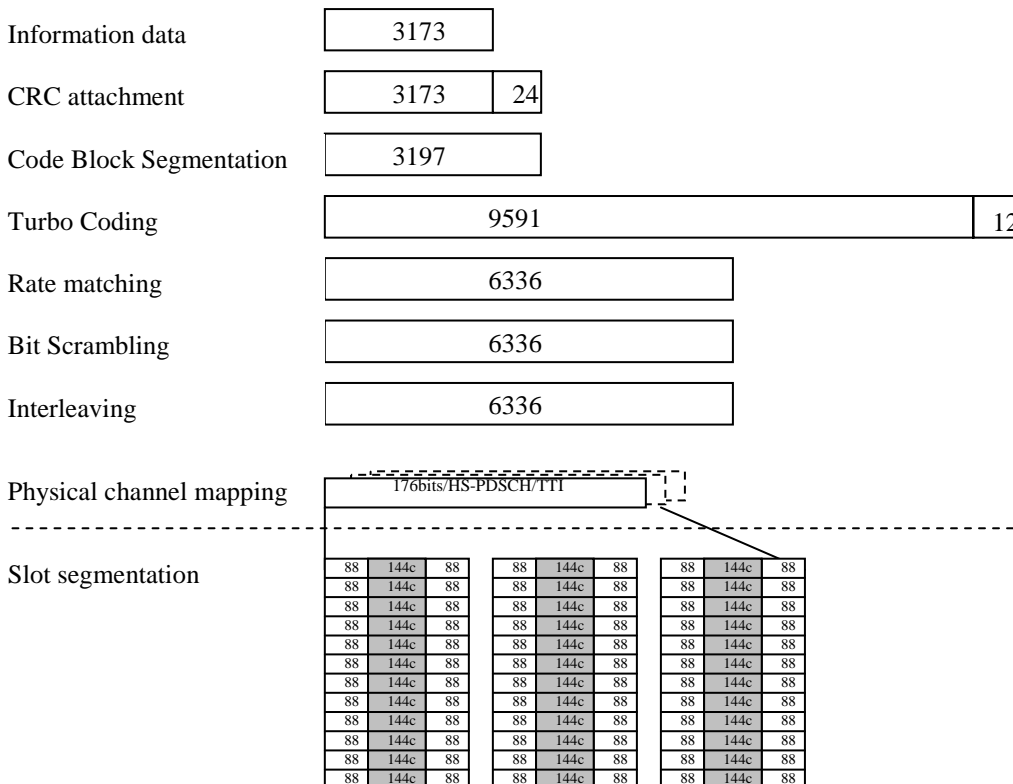 Information data 3173
CRC attachment 3173 24
Code Block Segmentation 3197
Turbo Coding 9591 12
Rate matching 6336
Bit Scrambling 6336
Interleaving 6336
Physical channel mapping 176bits/HS-PDSCH/TTI
Slot segmentation
88 144c 88 88 144c 88 88 144c 88
88 144c 88 88 144c 88 88 144c 88
88 144c 88 88 144c 88 88 144c 88
88 144c 88 88 144c 88 88 144c 88
88 144c 88 88 144c 88 88 144c 88
88 144c 88 88 144c 88 88 144c 88
88 144c 88 88 144c 88 88 144c 88
88 144c 88 88 144c 88 88 144c 88
88 144c 88 88 144c 88 88 144c 88
88 144c 88 88 144c 88 88 144c 88
88 144c 88 88 144c 88 88 144c 88
88 144c 88 88 144c 88 88 144c 88